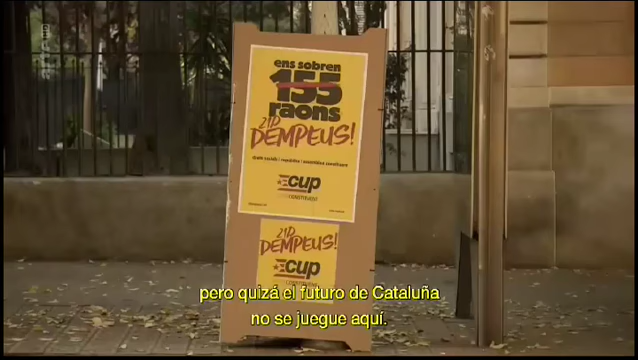 ens sobren
155
raons
21D
DEMPEUS!
cup
21D
DEMPEUS!
cup
pero quizá el futuro de Cataluña
no se juegue aquí.